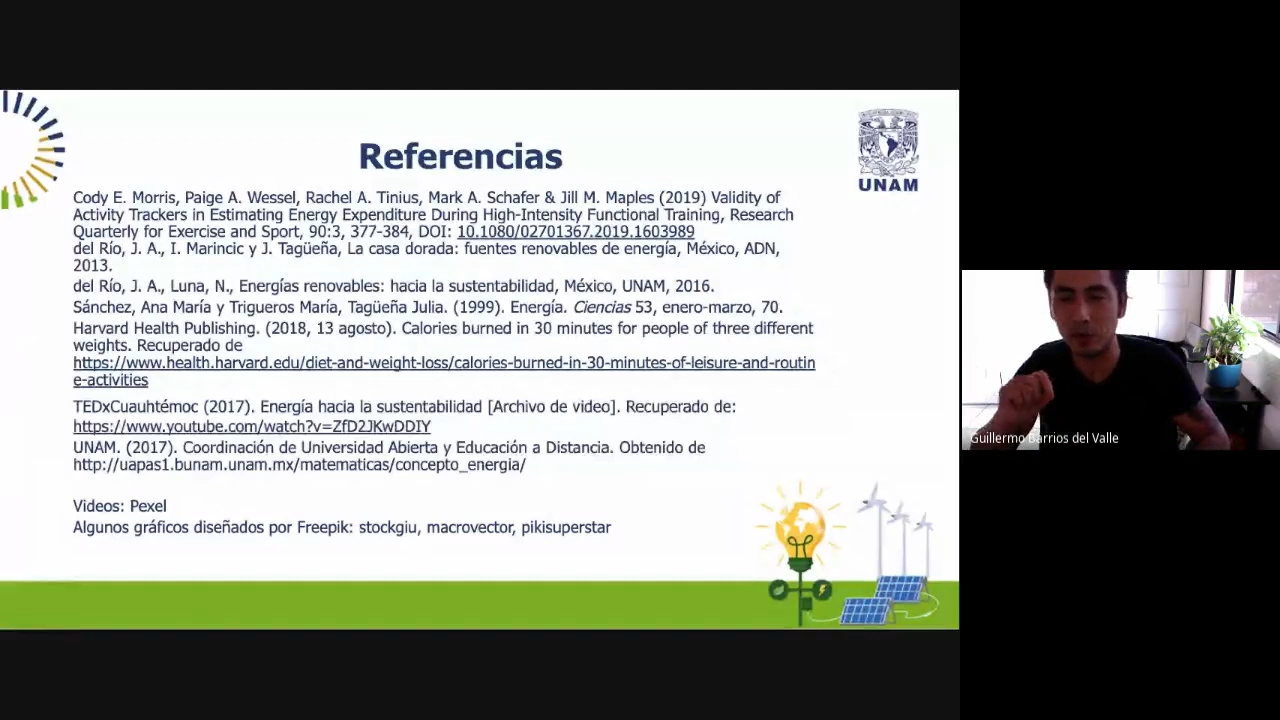 Referencias
UNAM
Cody E. Morris, Paige A. Wessel, Rachel A. Tinius, Mark A. Schafer & Jill M. Maples (2019) Validity of
Activity Trackers in Estimating Energy Expenditure During High-Intensity Functional Training, Research
Quarterly for Exercise and Sport, 90:3, 377-384, DOI: 10.1080/02701367.2019.1603989
del Río, J. A., I. Marincic y J. Tagüeña, La casa dorada: fuentes renovables de energía, México, ADN,
2013.
del Río, J. A., Luna, N., Energías renovables: hacia la sustentabilidad, México, UNAM, 2016.
Sánchez, Ana María y Trigueros María, Tagüeña Julia. (1999). Energía. Ciencias 53, enero-marzo, 70.
Harvard Health Publishing. (2018, 13 agosto). Calories burned in 30 minutes for people of three different
weights. Recuperado de
https://www.health.harvard.edu/diet-and-weight-loss/calories-burned-in-30-minutes-of-leisure-and-routin
e-activities
TEDxCuauhtémoc (2017). Energía hacia la sustentabilidad [Archivo de video]. Recuperado de:
https://www.youtube.com/watch?v=ZfD2JKwDDIY
UNAM. (2017). Coordinación de Universidad Abierta y Educación a Distancia. Obtenido de
http://uapas1.bunam.unam.mx/matematicas/concepto_energia/
Videos: Pexel
Algunos gráficos diseñados por Freepik: stockgiu, macrovector, pikisuperstar
Guillermo Barrios del Valle